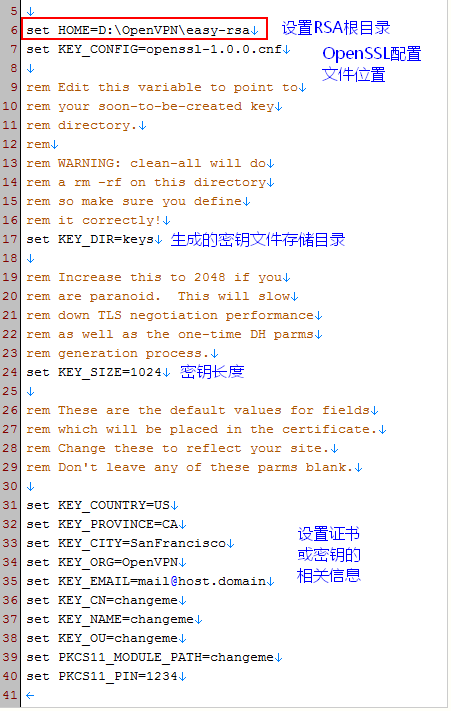 5 ↓
6 set HOME=D:\OpenVPN\easy-rsa↓ 设置RSA根目录
7 set KEY_CONFIG=openssl-1.0.0.cnf↓ OpenSSL配置
文件位置
8 ↓
9 rem Edit this variable to point to↓
10 rem your soon-to-be-created key↓
11 rem directory.↓
12 rem↓
13 rem WARNING: clean-all will do↓
14 rem a rm -rf on this directory↓
15 rem so make sure you define↓
16 rem it correctly!↓
17 set KEY_DIR=keys↓ 生成的密钥文件存储目录
18 ↓
19 rem Increase this to 2048 if you↓
20 rem are paranoid.  This will slow↓
21 rem down TLS negotiation performance↓
22 rem as well as the one-time DH parms↓
23 rem generation process.↓
24 set KEY_SIZE=1024↓ 密钥长度
25 ↓
26 rem These are the default values for fields↓
27 rem which will be placed in the certificate.↓
28 rem Change these to reflect your site.↓
29 rem Don't leave any of these parms blank.↓
30 ↓
31 set KEY_COUNTRY=US↓
32 set KEY_PROVINCE=CA↓
33 set KEY_CITY=SanFrancisco↓ 设置证书
34 set KEY_ORG=OpenVPN↓ 或密钥的
35 set KEY_EMAIL=mail@host.domain↓ 相关信息
36 set KEY_CN=changeme↓
37 set KEY_NAME=changeme↓
38 set KEY_OU=changeme↓
39 set PKCS11_MODULE_PATH=changeme↓
40 set PKCS11_PIN=1234↓
41 ←